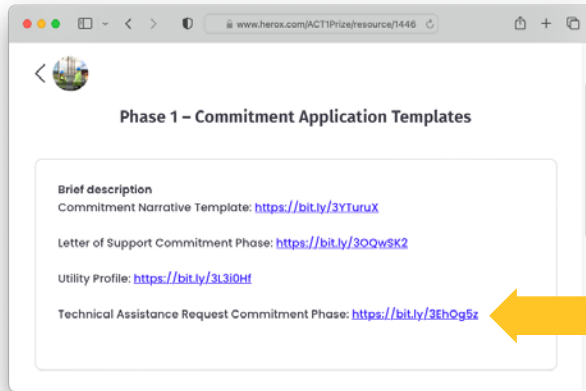 www.herox.com/ACT1Prize/resource/1446
Phase 1 – Commitment Application Templates
Brief description
Commitment Narrative Template: https://bit.ly/3YTuruX
Letter of Support Commitment Phase: https://bit.ly/3OQwSK2
Utility Profile: https://bit.ly/3L3i0Hf
Technical Assistance Request Commitment Phase: https://bit.ly/3EhOg5z